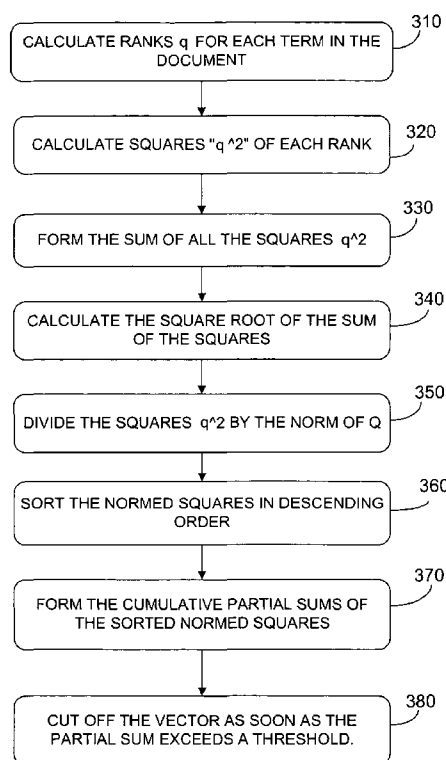 310
CALCULATE RANKS q FOR EACH TERM IN THE
DOCUMENT
CALCULATE SQUARES "q ^2" OF EACH RANK
320
330
FORM THE SUM OF ALL THE SQUARES q^2
340
CALCULATE THE SQUARE ROOT OF THE SUM
OF THE SQUARES
350
DIVIDE THE SQUARES q^2 BY THE NORM OF Q
360
SORT THE NORMED SQUARES IN DESCENDING
ORDER
370
FORM THE CUMULATIVE PARTIAL SUMS OF
THE SORTED NORMED SQUARES
380
CUT OFF THE VECTOR AS SOON AS THE
PARTIAL SUM EXCEEDS A THRESHOLD.